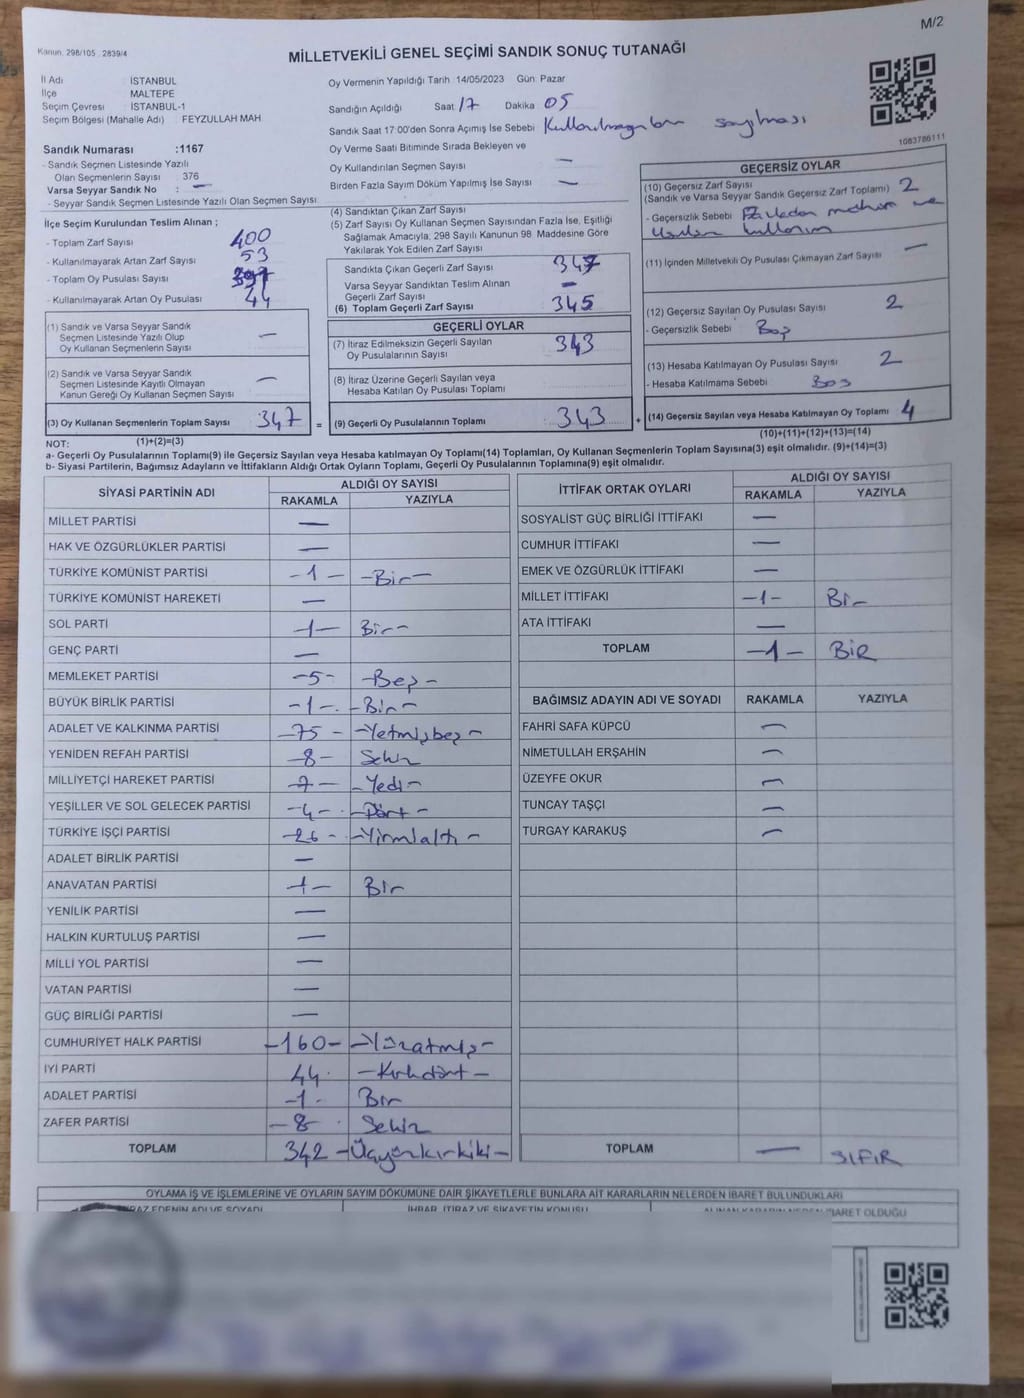 M/2
Kanun 298/105 2839/4
MİLLETVEKİLİ GENEL SEÇİMİ SANDIK SONUÇ TUTANAĞI
İl Adı İSTANBUL
İlçe MALTEPE
Seçim Çevresi İSTANBUL-1
Seçim Bölgesi (Mahalle Adı) FEYZULLAH MAH.
Oy Vermenin Yapıldığı Tarih 14/05/2023 Gün Pazar
Sandığın Açıldığı Saat 17 Dakika 05
Sandık Saat 17:00'den Sonra Açımış İse Sebebi Kullanılmayanların sayılması
1083786111
Sandık Numarası :1167
- Sandık Seçmen Listesinde Yazılı
Olan Seçmenlerin Sayısı : 376
Varsa Seyyar Sandık No : —
- Seyyar Sandık Seçmen Listesinde Yazılı Olan Seçmen Sayısı
Oy Verme Saati Bitiminde Sırada Bekleyen ve
Oy Kullandırılan Seçmen Sayısı —
Birden Fazla Sayım Döküm Yapılmış İse Sayısı —
İlçe Seçim Kurulundan Teslim Alınan ;
- Toplam Zarf Sayısı 400
- Kullanılmayarak Artan Zarf Sayısı 53
- Toplam Oy Pusulası Sayısı
- Kullanılmayarak Artan Oy Pusulası 44
(4) Sandıktan Çıkan Zarf Sayısı
(5) Zarf Sayısı Oy Kullanan Seçmen Sayısından Fazla İse, Eşitliği
Sağlamak Amacıyla, 298 Sayılı Kanunun 98 Maddesine Göre
Yakılarak Yok Edilen Zarf Sayısı
Sandıkta Çıkan Geçerli Zarf Sayısı 347
Varsa Seyyar Sandıktan Teslim Alınan
Geçerli Zarf Sayısı —
(6) Toplam Geçerli Zarf Sayısı 345
GEÇERSİZ OYLAR
(10) Geçersiz Zarf Sayısı
(Sandık ve Varsa Seyyar Sandık Geçersiz Zarf Toplamı) 2
- Geçersizlik Sebebi
(11) İçinden Milletvekili Oy Pusulası Çıkmayan Zarf Sayısı —
(12) Geçersiz Sayılan Oy Pusulası Sayısı 2
- Geçersizlik Sebebi Boş
(13) Hesaba Katılmayan Oy Pusulası Sayısı 2
- Hesaba Katılmama Sebebi Boş
(14) Geçersiz Sayılan veya Hesaba Katılmayan Oy Toplamı 4
(10)+(11)+(12)+(13)=(14)
(1) Sandık ve Varsa Seyyar Sandık
Seçmen Listesinde Yazılı Olup
Oy Kullanan Seçmenlerin Sayısı —
(2) Sandık ve Varsa Seyyar Sandık
Seçmen Listesinde Kayıtlı Olmayan
Kanun Gereği Oy Kullanan Seçmen Sayısı —
(3) Oy Kullanan Seçmenlerin Toplam Sayısı 347 =
GEÇERLİ OYLAR
(7) İtiraz Edilmeksizin Geçerli Sayılan
Oy Pusulalarının Sayısı 343
(8) İtiraz Üzerine Geçerli Sayılan veya
Hesaba Katılan Oy Pusulası Toplamı
(9) Geçerli Oy Pusulalarının Toplamı 343 +
NOT: (1)+(2)=(3)
a- Geçerli Oy Pusulalarının Toplamı(9) ile Geçersiz Sayılan veya Hesaba katılmayan Oy Toplamı(14) Toplamları, Oy Kullanan Seçmenlerin Toplam Sayısına(3) eşit olmalıdır. (9)+(14)=(3)
b- Siyasi Partilerin, Bağımsız Adayların ve İttifakların Aldığı Ortak Oyların Toplamı, Geçerli Oy Pusulalarının Toplamına(9) eşit olmalıdır.
SİYASİ PARTİNİN ADI ALDIĞI OY SAYISI
RAKAMLA YAZIYLA
MİLLET PARTİSİ —
HAK VE ÖZGÜRLÜKLER PARTİSİ —
TÜRKİYE KOMÜNİST PARTİSİ -1- -Bir-
TÜRKİYE KOMÜNİST HAREKETİ —
SOL PARTİ -1- Bir-
GENÇ PARTİ —
MEMLEKET PARTİSİ -5- -Beş-
BÜYÜK BİRLİK PARTİSİ -1- -Bir-
ADALET VE KALKINMA PARTİSİ -75- -Yetmişbeş-
YENİDEN REFAH PARTİSİ -8- Sekiz
MİLLİYETÇİ HAREKET PARTİSİ -7- -Yedi-
YEŞİLLER VE SOL GELECEK PARTİSİ -4- -Dört-
TÜRKİYE İŞÇİ PARTİSİ -26- -Yirmialtı-
ADALET BİRLİK PARTİSİ —
ANAVATAN PARTİSİ -1- Bir
YENİLİK PARTİSİ —
HALKIN KURTULUŞ PARTİSİ —
MİLLİ YOL PARTİSİ —
VATAN PARTİSİ —
GÜÇ BİRLİĞİ PARTİSİ —
CUMHURİYET HALK PARTİSİ -160- -Yüzatmış-
İYİ PARTİ 44- -Kırkdört-
ADALET PARTİSİ -1- Bir
ZAFER PARTİSİ -8- Sekiz
TOPLAM 342 -Üçyüzkırkiki-
İTTİFAK ORTAK OYLARI ALDIĞI OY SAYISI
RAKAMLA YAZIYLA
SOSYALİST GÜÇ BİRLİĞİ İTTİFAKI —
CUMHUR İTTİFAKI —
EMEK VE ÖZGÜRLÜK İTTİFAKI —
MİLLET İTTİFAKI -1- Bir
ATA İTTİFAKI —
TOPLAM -1- BİR
BAĞIMSIZ ADAYIN ADI VE SOYADI RAKAMLA YAZIYLA
FAHRİ SAFA KÜPCÜ —
NİMETULLAH ERŞAHİN —
ÜZEYFE OKUR —
TUNCAY TAŞÇI —
TURGAY KARAKUŞ —
TOPLAM — SIFIR
OYLAMA İŞ VE İŞLEMLERİNE VE OYLARIN SAYIM DÖKÜMÜNE DAİR ŞİKAYETLERLE BUNLARA AİT KARARLARIN NELERDEN İBARET BULUNDUKLARI
İHBAR, İTİRAZ VE ŞİKAYETİN KONUSU